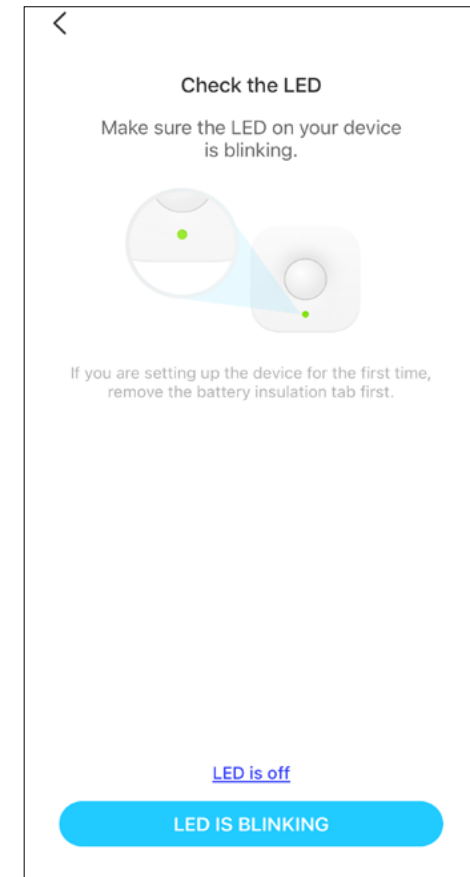 Check the LED
Make sure the LED on your device
is blinking.
If you are setting up the device for the first time,
remove the battery insulation tab first.
LED is off
LED IS BLINKING